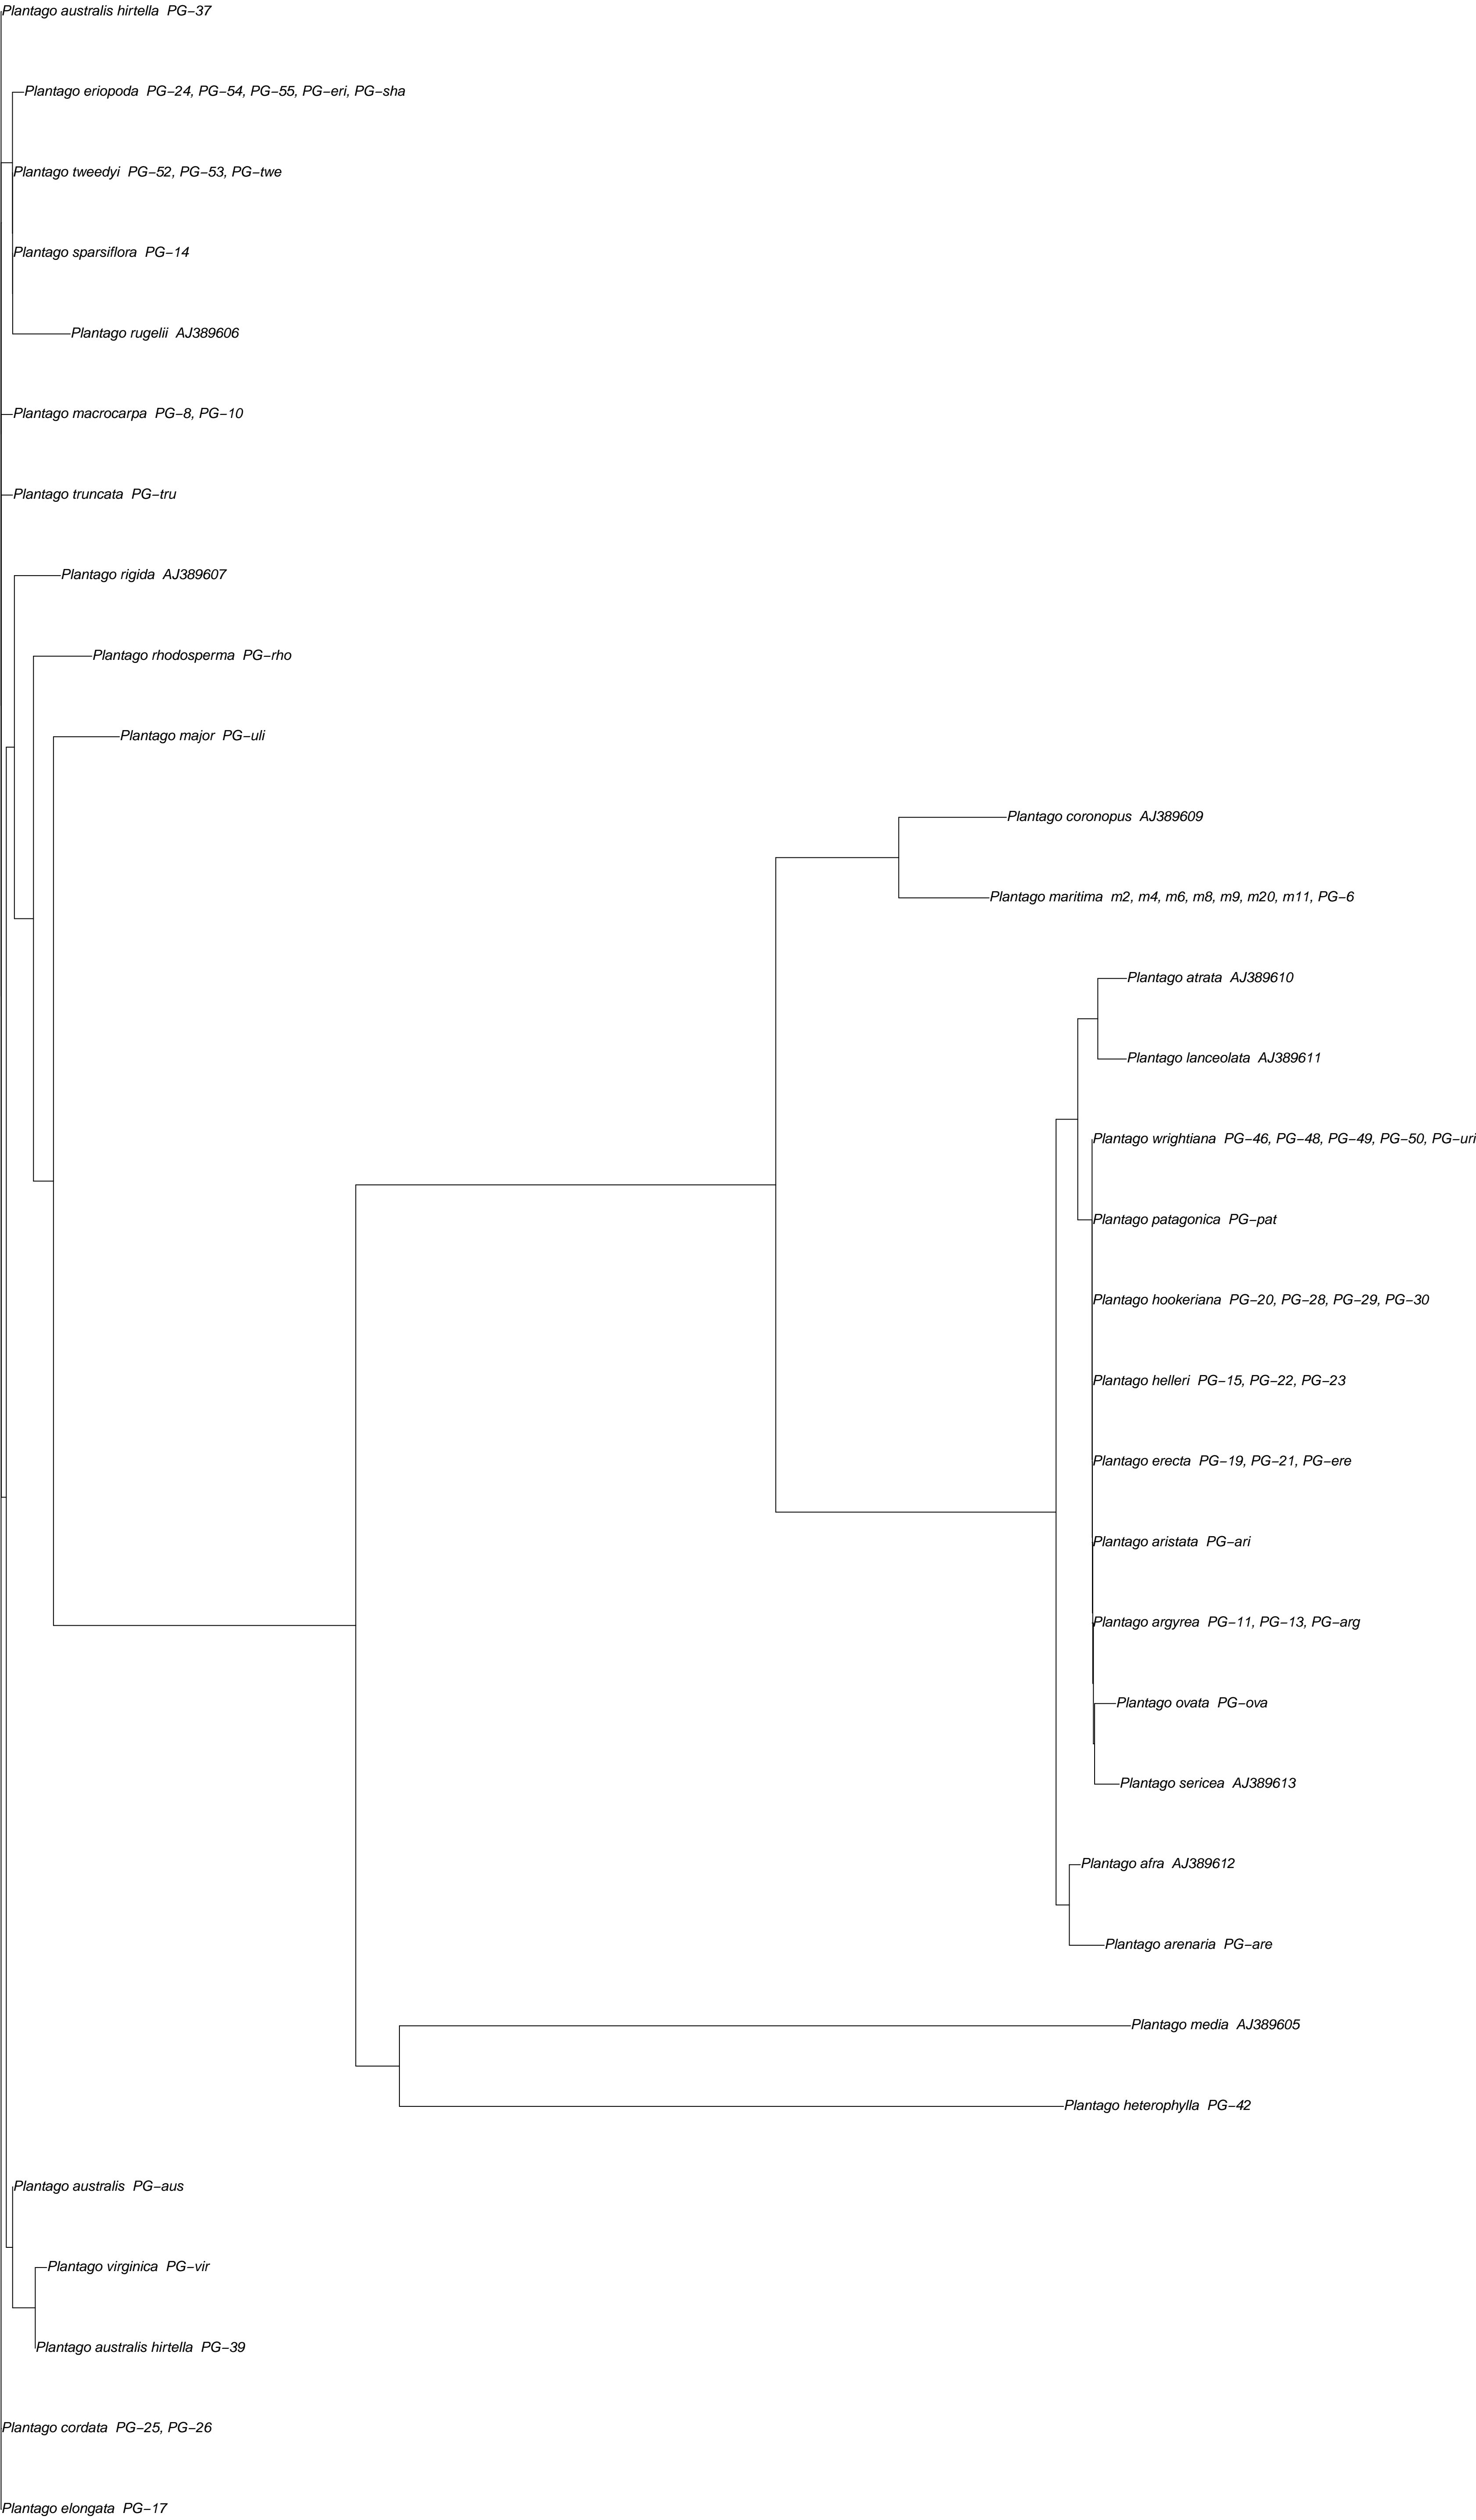 Plantago australis hirtella PG−37
Plantago eriopoda PG−24, PG−54, PG−55, PG−eri, PG−sha
Plantago tweedyi PG−52, PG−53, PG−twe
Plantago sparsiflora PG−14
Plantago rugelii AJ389606
Plantago macrocarpa PG−8, PG−10
Plantago truncata PG−tru
Plantago rigida AJ389607
Plantago rhodosperma PG−rho
Plantago major PG−uli
Plantago coronopus AJ389609
Plantago maritima m2, m4, m6, m8, m9, m20, m11, PG−6
Plantago atrata AJ389610
Plantago lanceolata AJ389611
Plantago wrightiana PG−46, PG−48, PG−49, PG−50, PG−uri
Plantago patagonica PG−pat
Plantago hookeriana PG−20, PG−28, PG−29, PG−30
Plantago helleri PG−15, PG−22, PG−23
Plantago erecta PG−19, PG−21, PG−ere
Plantago aristata PG−ari
Plantago argyrea PG−11, PG−13, PG−arg
Plantago ovata PG−ova
Plantago sericea AJ389613
Plantago afra AJ389612
Plantago arenaria PG−are
Plantago media AJ389605
Plantago heterophylla PG−42
Plantago australis PG−aus
Plantago virginica PG−vir
Plantago australis hirtella PG−39
Plantago cordata PG−25, PG−26
Plantago elongata PG−17